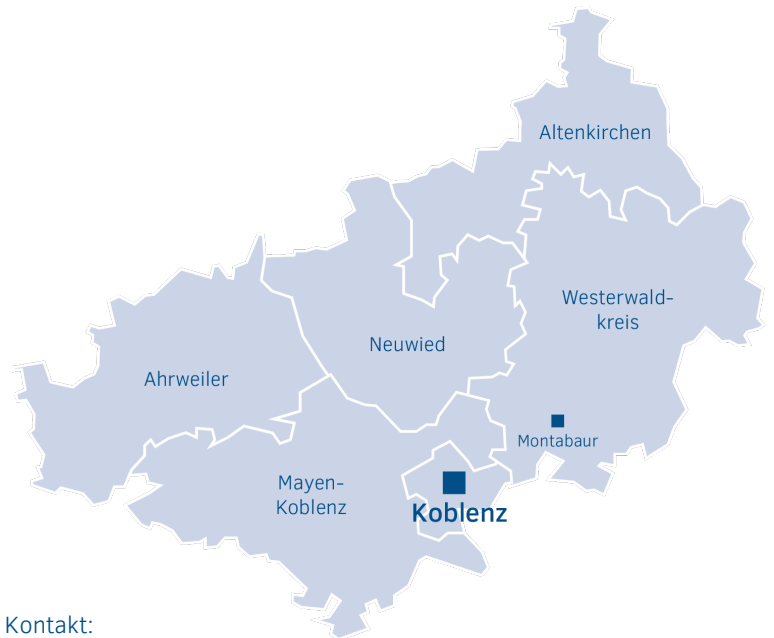 Altenkirchen
Westerwald-
kreis
Neuwied
Ahrweiler
Montabaur
Mayen-
Koblenz
Koblenz
Kontakt: